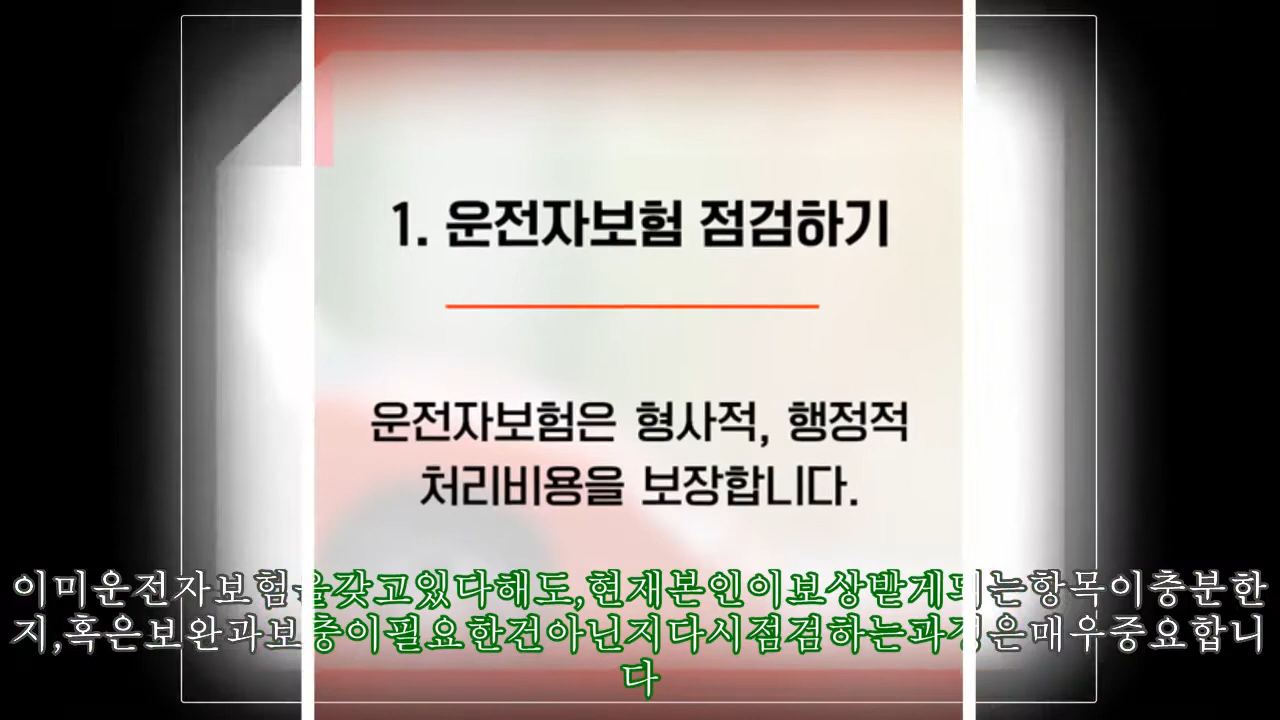 1. 운전자보험 점검하기
운전자보험은 형사적, 행정적
처리비용을 보장합니다.
이미운전자보험을갖고있다해도,현재본인이보상받게되는항목이충분한
지,혹은보완과보충이필요한건아닌지다시점검하는과정은매우중요합니
다